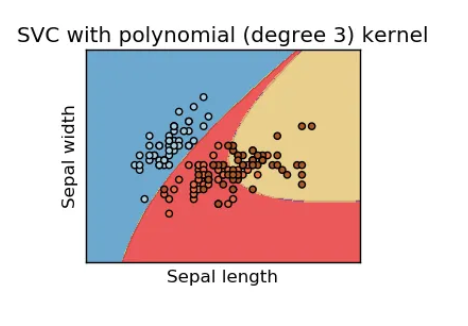 SVC with polynomial (degree 3) kernel
Sepal width
Sepal length